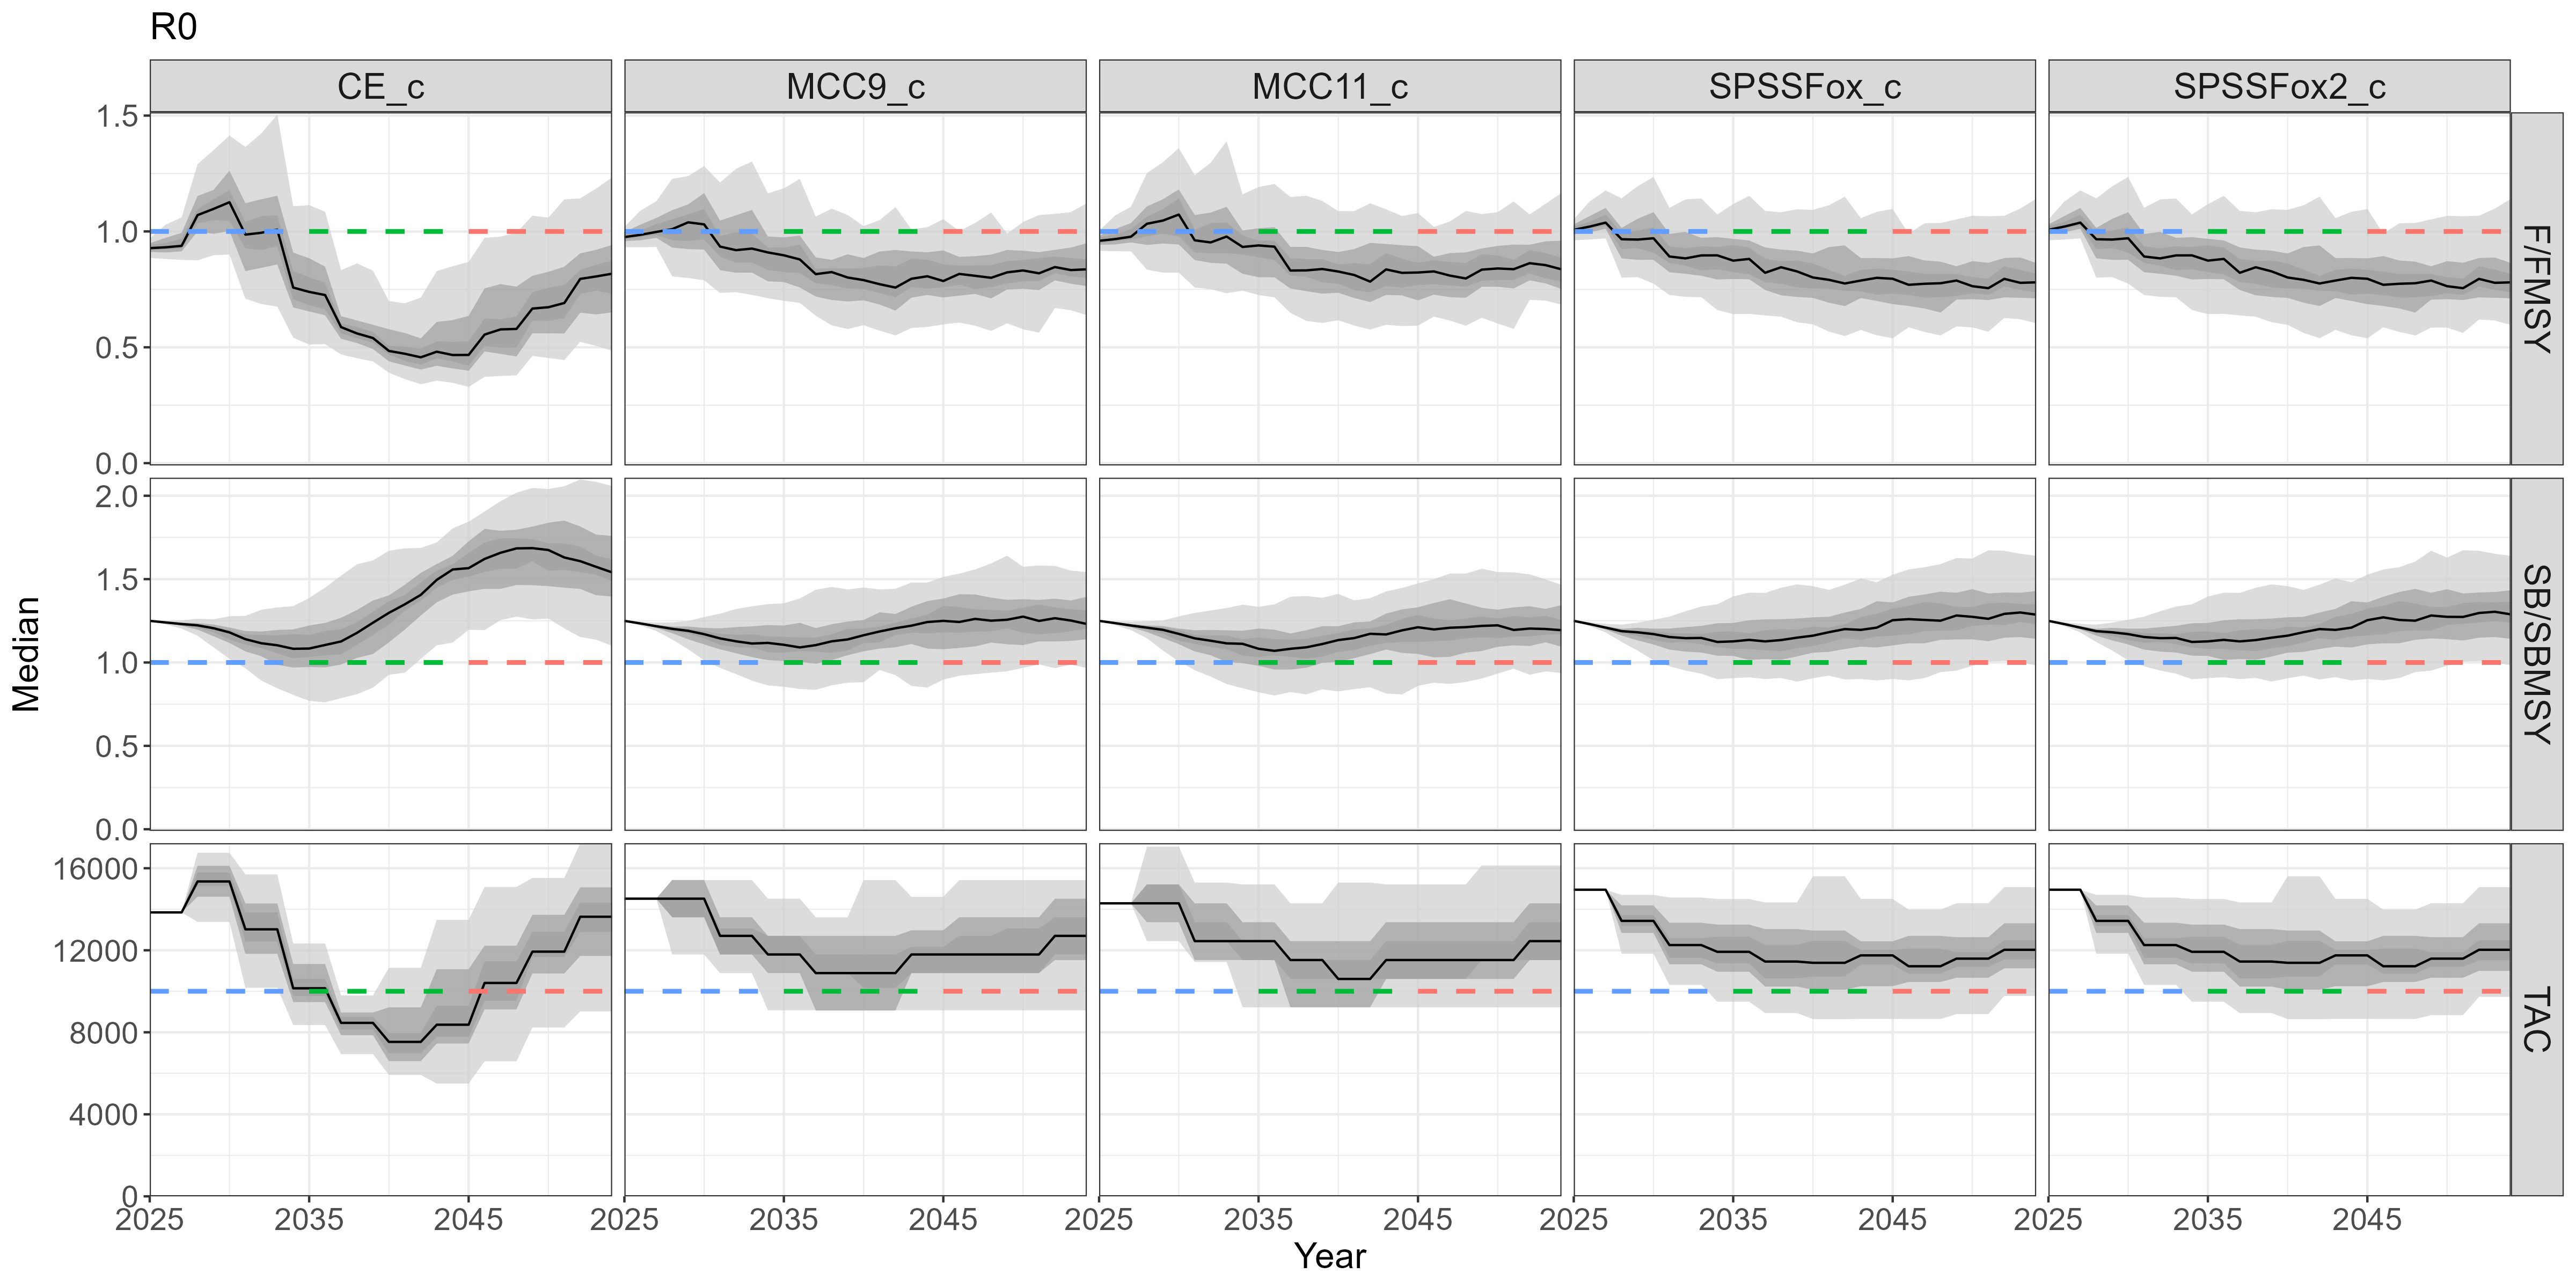 R0
CE_c MCC9_c MCC11_c SPSSFox_c SPSSFox2_c
1.5
1.0
0.5
0.0
F/FMSY
2.0
1.5
1.0
0.5
0.0
SB/SBMSY
Median
16000
12000
8000
4000
0
TAC
2025 2035 2045 2025 2035 2045 2025 2035 2045 2025 2035 2045 2025 2035 2045
Year